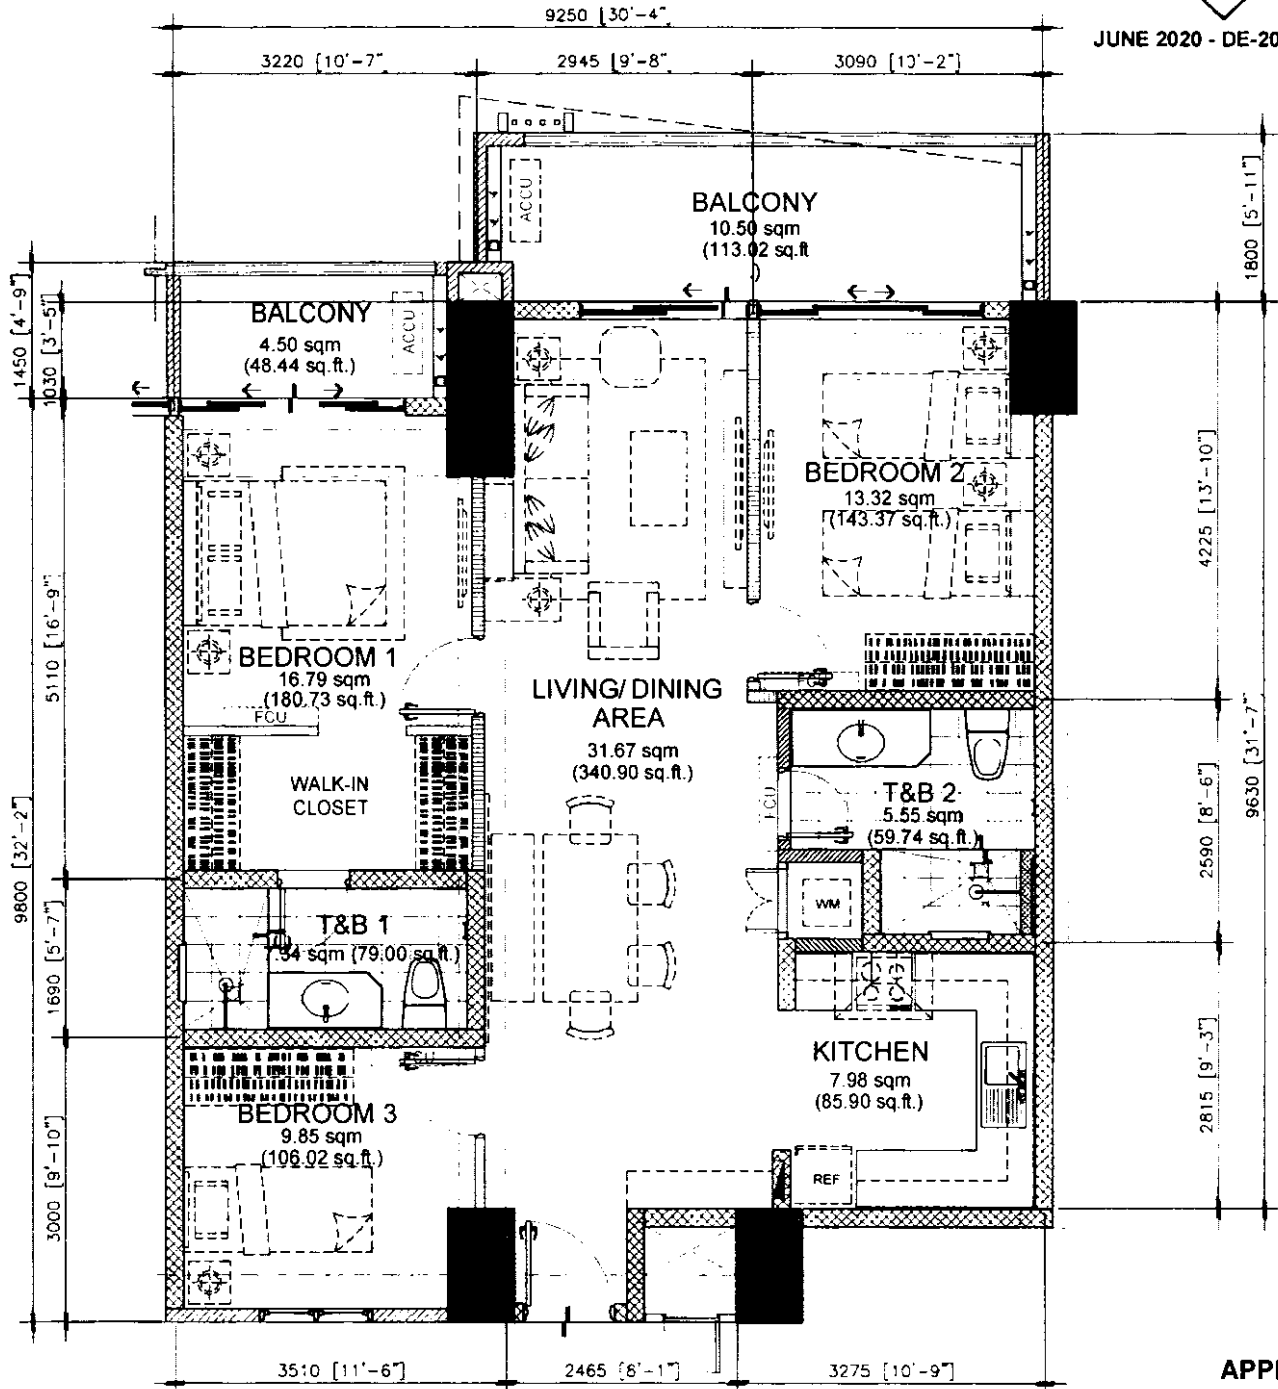 9250 [30'-4"]
JUNE 2020 - DE-20
3220 [10'-7"
2945 [9'-8"
3090 [10'-2"]
1800 [5'-11"]
BALCONY
10.50 sqm
(113.02 sq.ft
ACCU
1450 [4'-9"]
1030 [3'-5"]
BALCONY
4.50 sqm
(48.44 sq.ft.)
ACCU
BEDROOM 2
13.32 sqm
(143.37 sq.ft.)
4225 [13'-10"]
5110 [16'-9"]
BEDROOM 1
16.79 sqm
(180.73 sq.ft.)
FCU
LIVING/ DINING
AREA
31.67 sqm
(340.90 sq.ft.)
WALK-IN
CLOSET
FCU
T&B 2
5.55 sqm
(59.74 sq.ft.)
2590 [8'-6"]
9630 [31'-7"]
9800 [32'-2"]
WM
T&B 1
7.34 sqm (79.00 sq.ft.)
1690 [5'-7"]
KITCHEN
7.98 sqm
(85.90 sq.ft.)
2815 [9'-3"]
BEDROOM 3
9.85 sqm
(106.02 sq.ft.)
REF
3000 [9'-10"]
3510 [11'-6"]
2465 [8'-1"]
3275 [10'-9"]
APPI